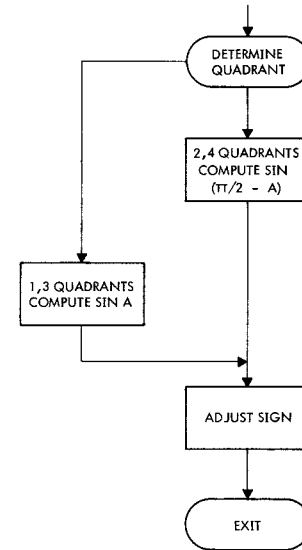 DETERMINE
QUADRANT
2,4 QUADRANTS
COMPUTE SIN
(π/2 - A)
1,3 QUADRANTS
COMPUTE SIN A
ADJUST SIGN
EXIT